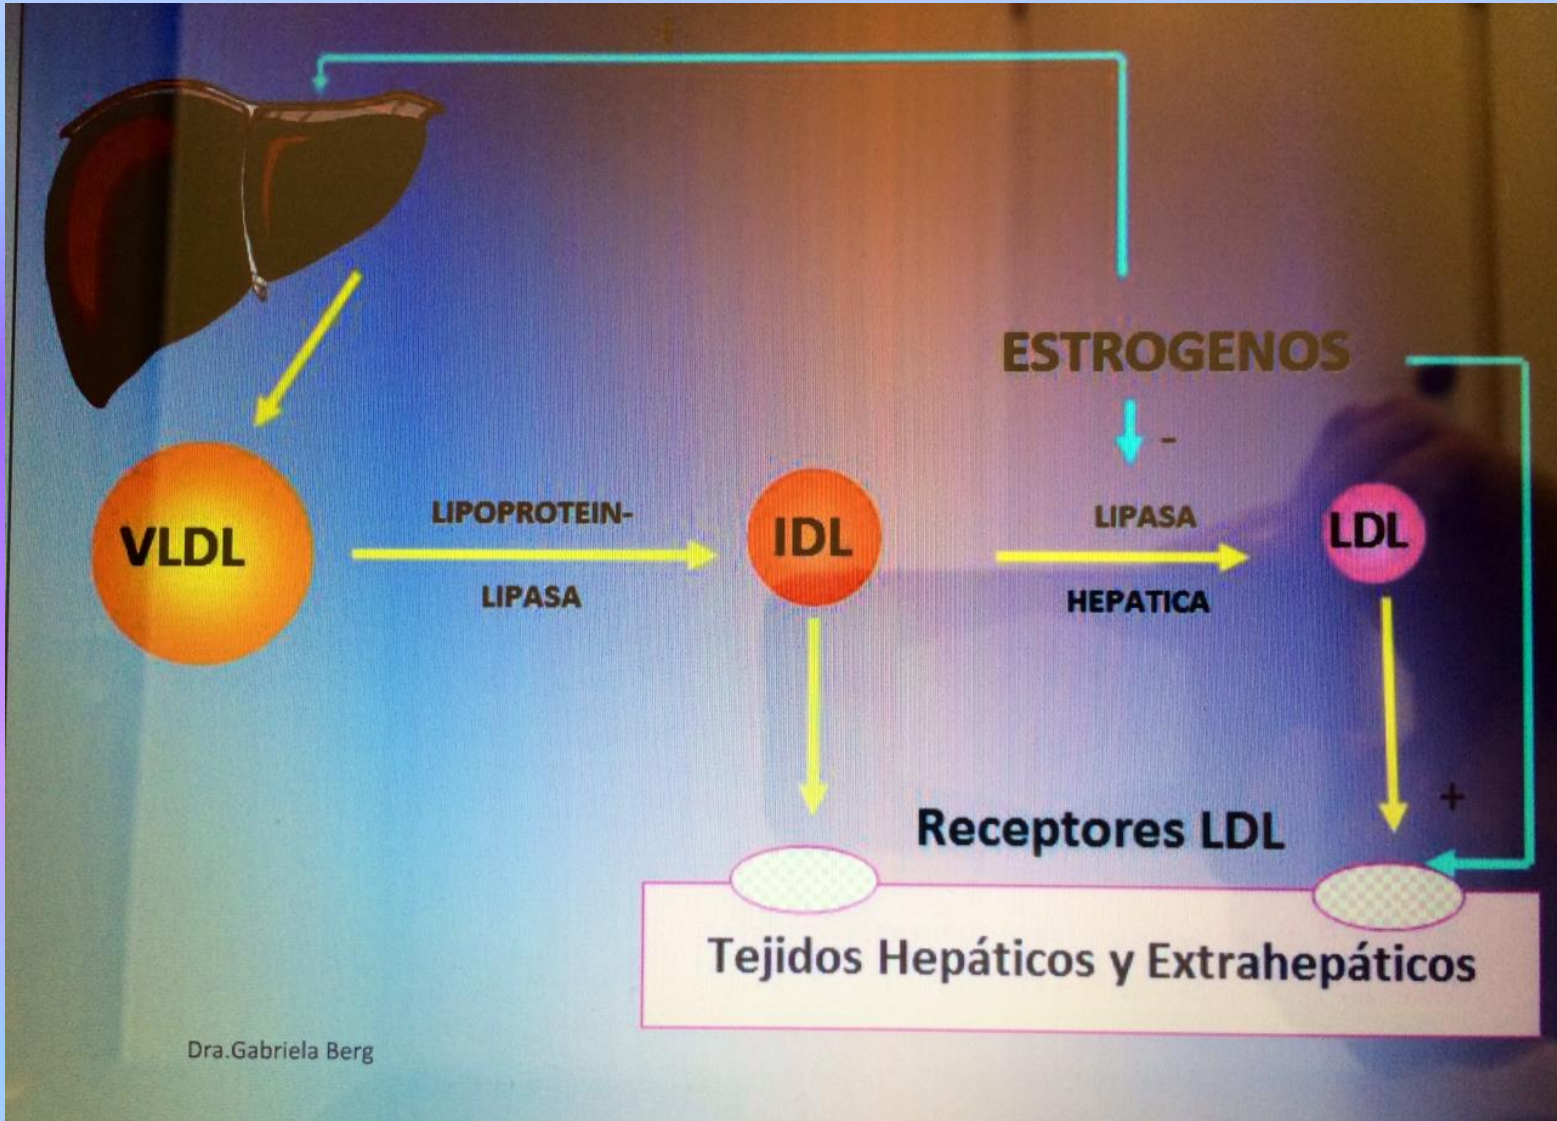 +
ESTROGENOS
-
VLDL
LIPOPROTEIN-
LIPASA
IDL
LIPASA
HEPATICA
LDL
+
Receptores LDL
Tejidos Hepáticos y Extrahepáticos
Dra.Gabriela Berg